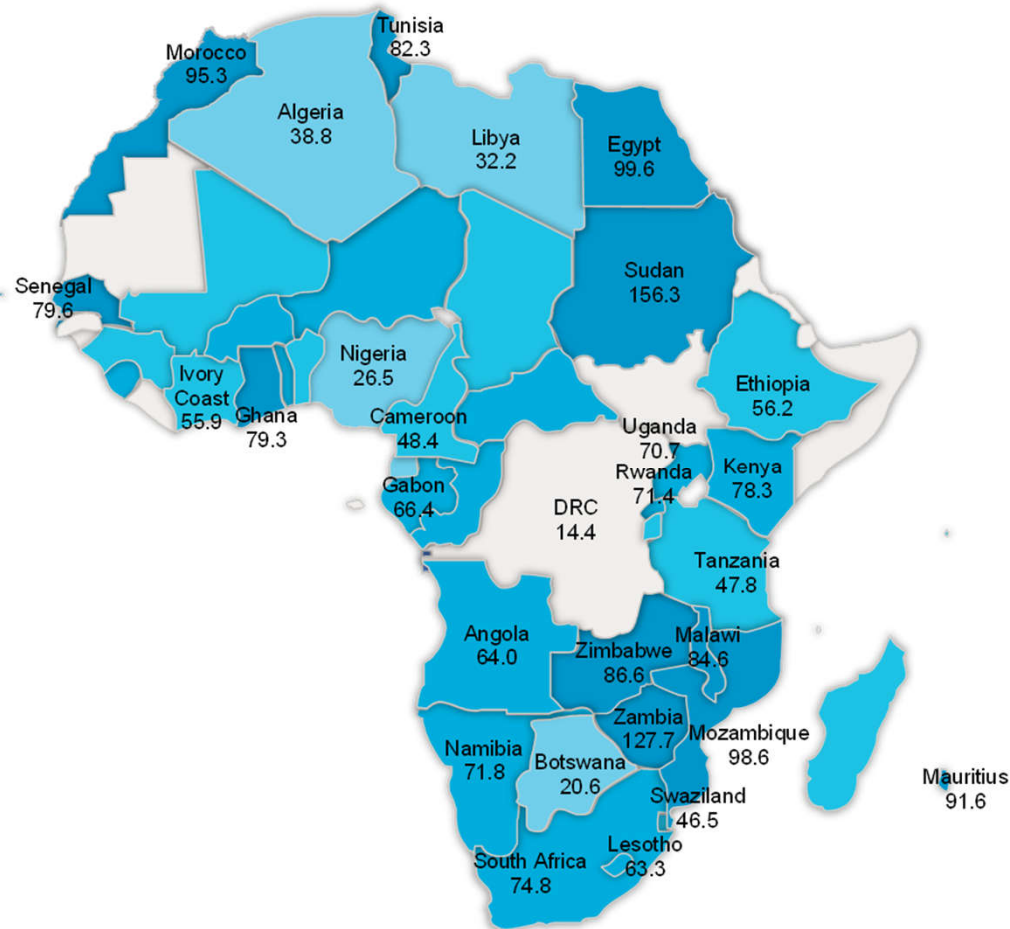 Tunisia
82.3
Morocco
95.3
Algeria
38.8
Libya
32.2
Egypt
99.6
Senegal
79.6
Sudan
156.3
Nigeria
26.5
Ivory
Coast
55.9
Ghana
79.3
Cameroon
48.4
Ethiopia
56.2
Uganda
70.7
Rwanda
71.4
Kenya
78.3
Gabon
66.4
DRC
14.4
Tanzania
47.8
Angola
64.0
Zimbabwe
86.6
Malawi
84.6
Zambia
127.7
Mozambique
98.6
Namibia
71.8
Botswana
20.6
Mauritius
91.6
Swaziland
46.5
Lesotho
63.3
South Africa
74.8